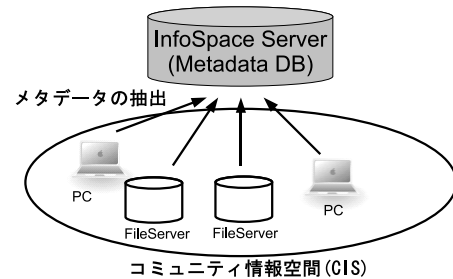 InfoSpace Server
(Metadata DB)
メタデータの抽出
PC
FileServer
FileServer
PC
コミュニティ情報空間(CIS)